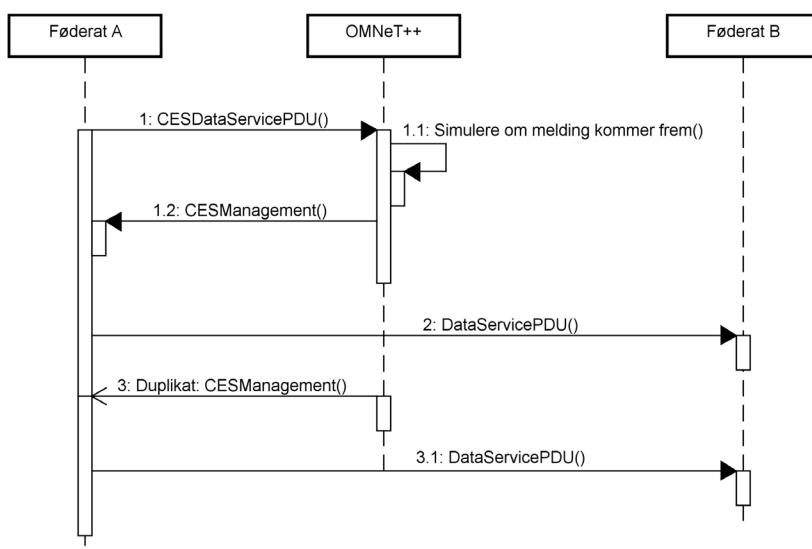 Føderat A
OMNeT++
Føderat B
1: CESDataServicePDU()
1.1: Simulere om melding kommer frem()
1.2: CESManagement()
2: DataServicePDU()
3: Duplikat: CESManagement()
3.1: DataServicePDU()